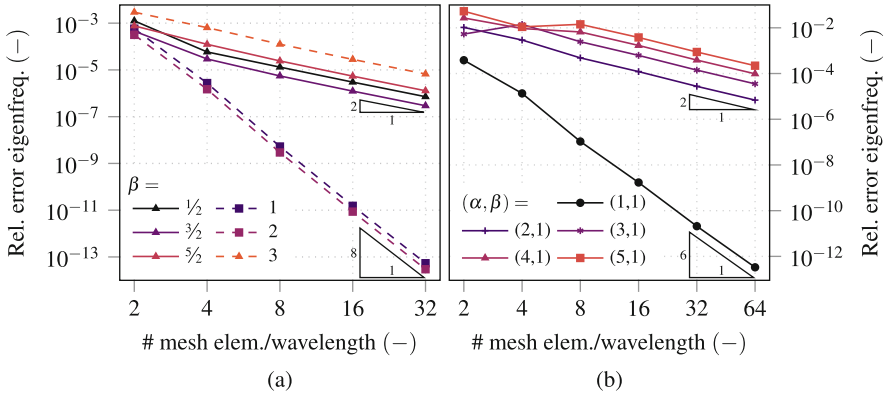 Rel. error eigenfreq. (−)
10⁻³
10⁻⁵
10⁻⁷
10⁻⁹
10⁻¹¹
10⁻¹³
β =
½ 1
3/2 2
5/2 3
2
1
8
1
2 4 8 16 32
# mesh elem./wavelength (−)
(a)
(α, β) = (1,1)
(2,1) (3,1)
(4,1) (5,1)
2
1
6
1
10⁻²
10⁻⁴
10⁻⁶
10⁻⁸
10⁻¹⁰
10⁻¹²
Rel. error eigenfreq. (−)
2 4 8 16 32 64
# mesh elem./wavelength (−)
(b)